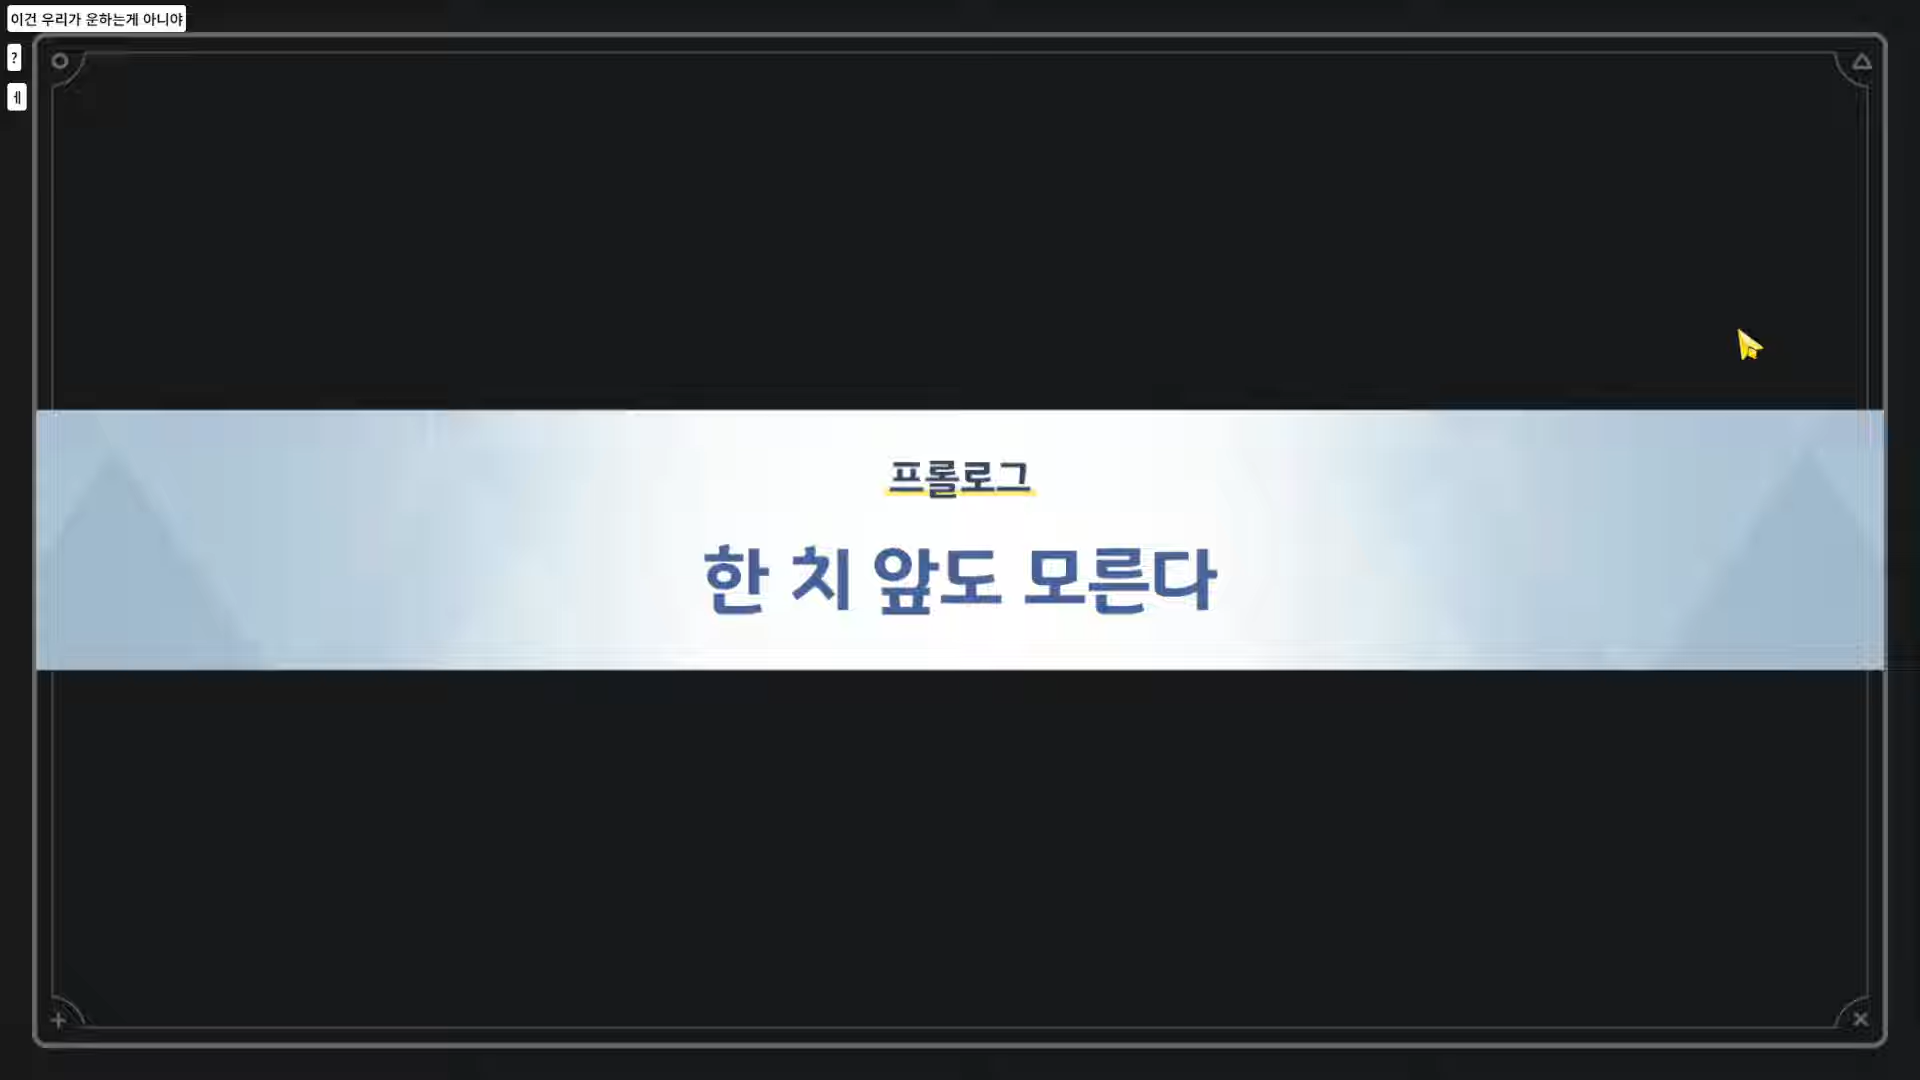 이건 우리가 운하는게 아니야
?
세
프롤로그
한 치 앞도 모른다